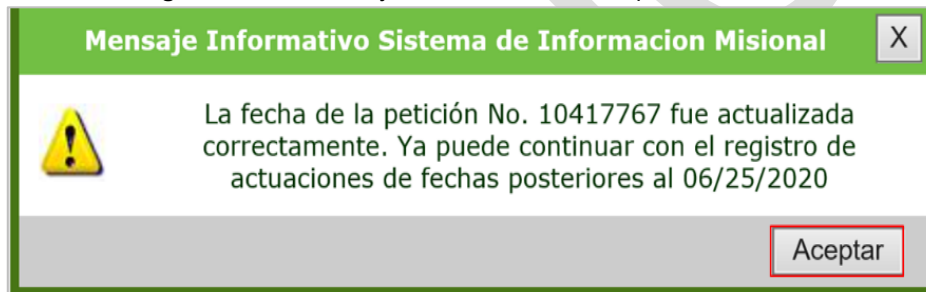 Mensaje Informativo Sistema de Informacion Misional
X
La fecha de la petición No. 10417767 fue actualizada
correctamente. Ya puede continuar con el registro de
actuaciones de fechas posteriores al 06/25/2020
Aceptar